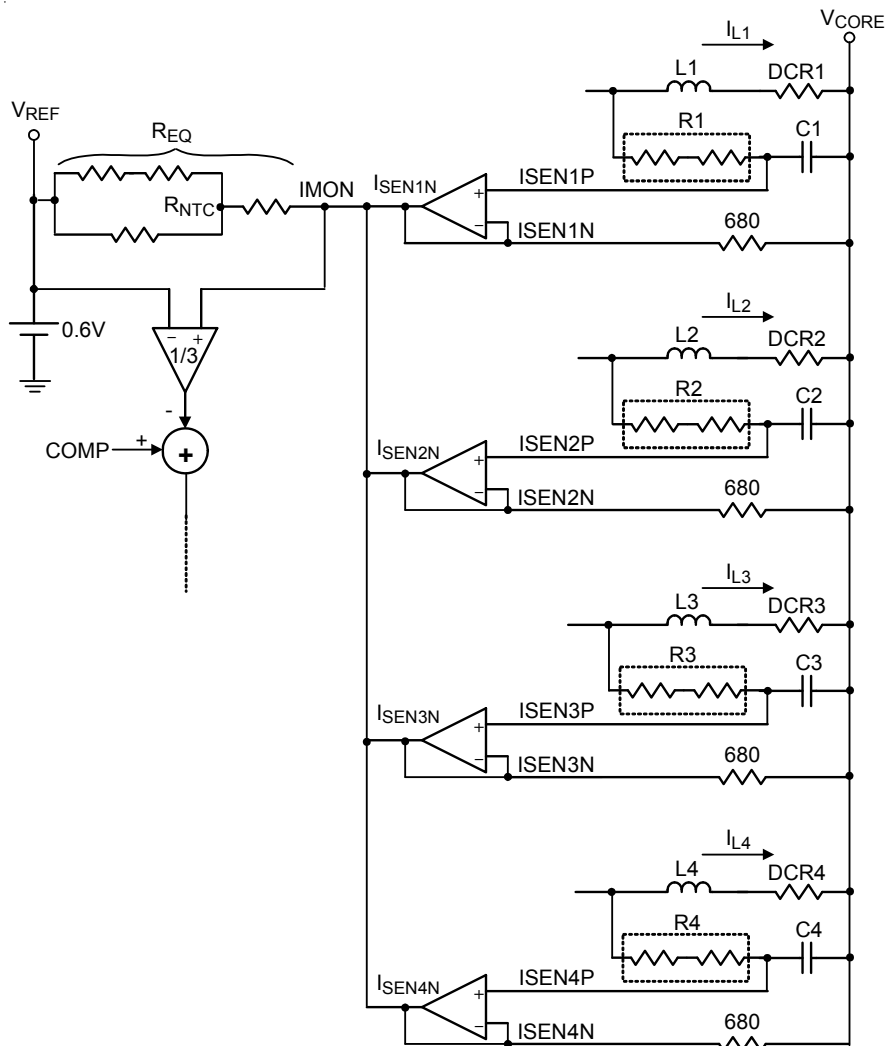 V_CORE
I_L1
L1
DCR1
V_REF
R_EQ
R1
C1
IMON
I_SEN1N
+
ISEN1P
R_NTC
−
ISEN1N
680
0.6V
− +
1/3
-
COMP
+
+
I_L2
L2
DCR2
R2
C2
I_SEN2N
+
ISEN2P
−
ISEN2N
680
I_L3
L3
DCR3
R3
C3
I_SEN3N
+
ISEN3P
−
ISEN3N
680
I_L4
L4
DCR4
R4
C4
I_SEN4N
+
ISEN4P
−
ISEN4N
680